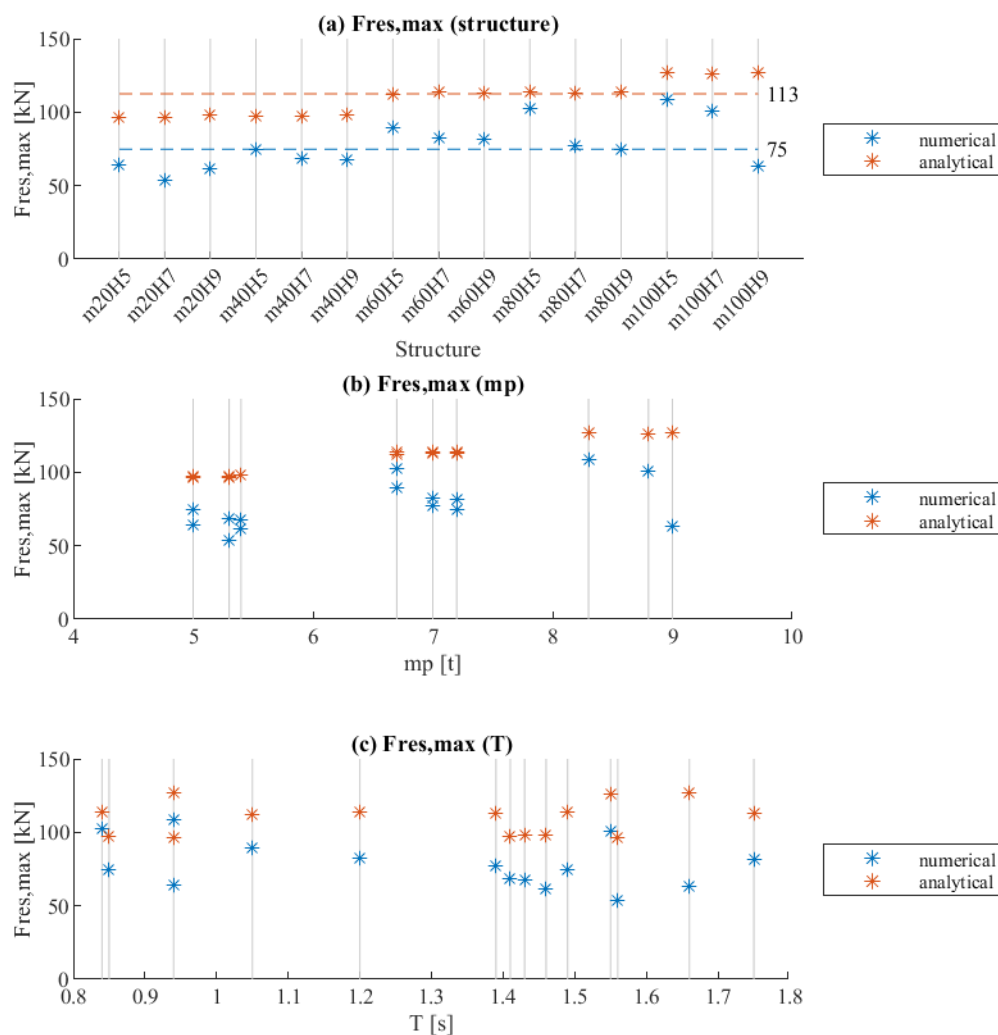 (a) Fres,max (structure)
150
100
50
0
Fres,max [kN]
113
75
numerical
analytical
m20H5
m20H7
m20H9
m40H5
m40H7
m40H9
m60H5
m60H7
m60H9
m80H5
m80H7
m80H9
m100H5
m100H7
m100H9
Structure
(b) Fres,max (mp)
150
100
50
0
Fres,max [kN]
numerical
analytical
4 5 6 7 8 9 10
mp [t]
(c) Fres,max (T)
150
100
50
0
Fres,max [kN]
numerical
analytical
0.8 0.9 1 1.1 1.2 1.3 1.4 1.5 1.6 1.7 1.8
T [s]